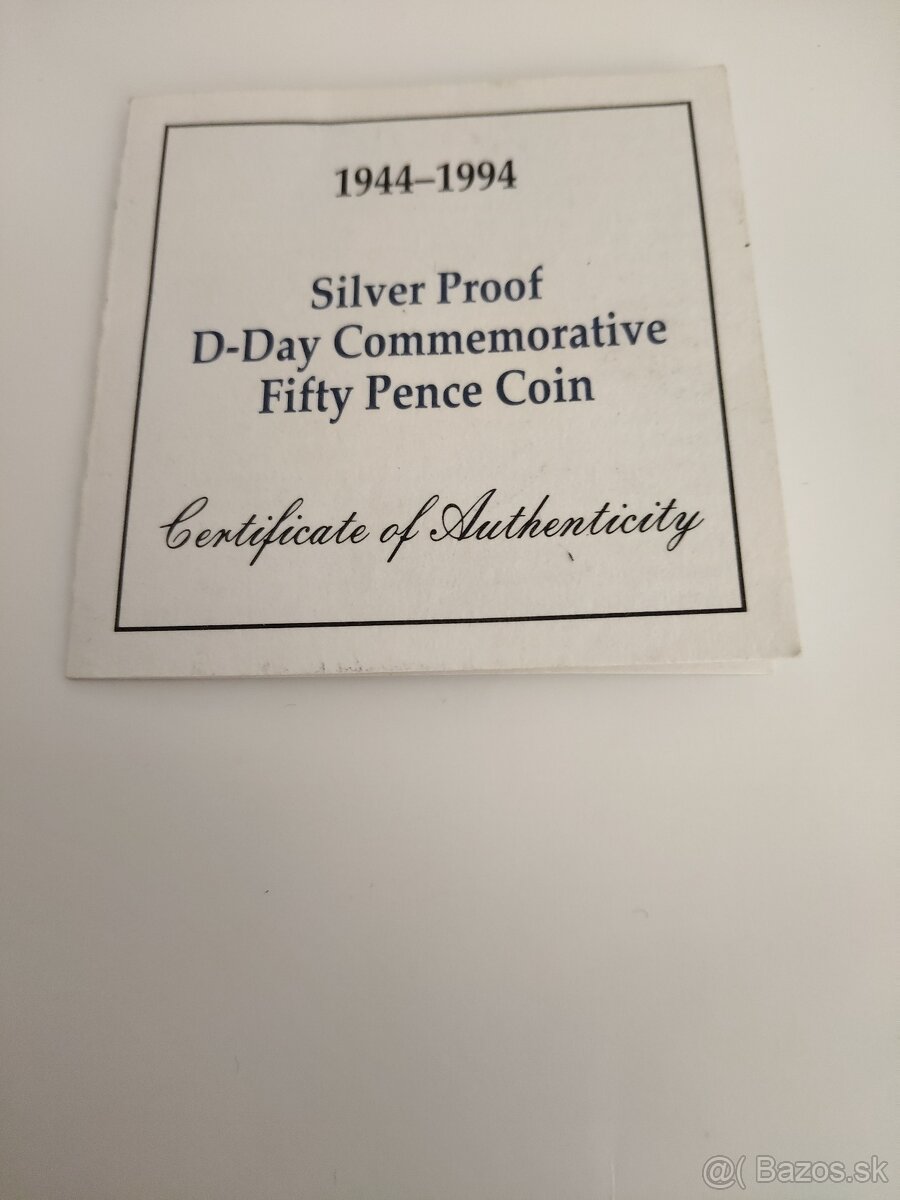 1944–1994
Silver Proof
D-Day Commemorative
Fifty Pence Coin
Certificate of Authenticity
@( Bazos.sk